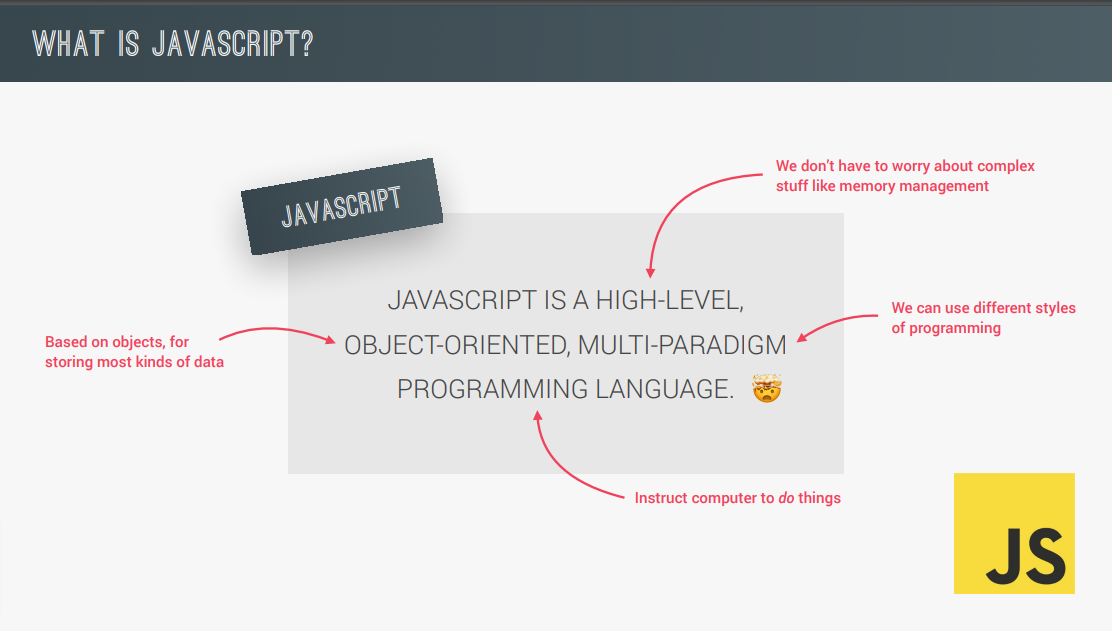 WHAT IS JAVASCRIPT?
JAVASCRIPT
We don’t have to worry about complex
stuff like memory management
JAVASCRIPT IS A HIGH-LEVEL,
OBJECT-ORIENTED, MULTI-PARADIGM
PROGRAMMING LANGUAGE. 🤯
We can use different styles
of programming
Based on objects, for
storing most kinds of data
Instruct computer to do things
JS